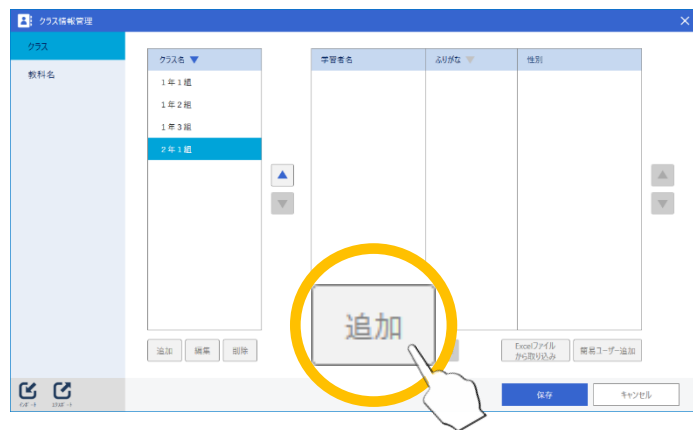 クラス情報管理
クラス
教科名
クラス名 ▼
学習者名 ふりがな ▼ 性別
1年1組
1年2組
1年3組
2年1組
追加
追加 編集 削除
Excelファイル
から取り込み
簡易ユーザー追加
保存 キャンセル